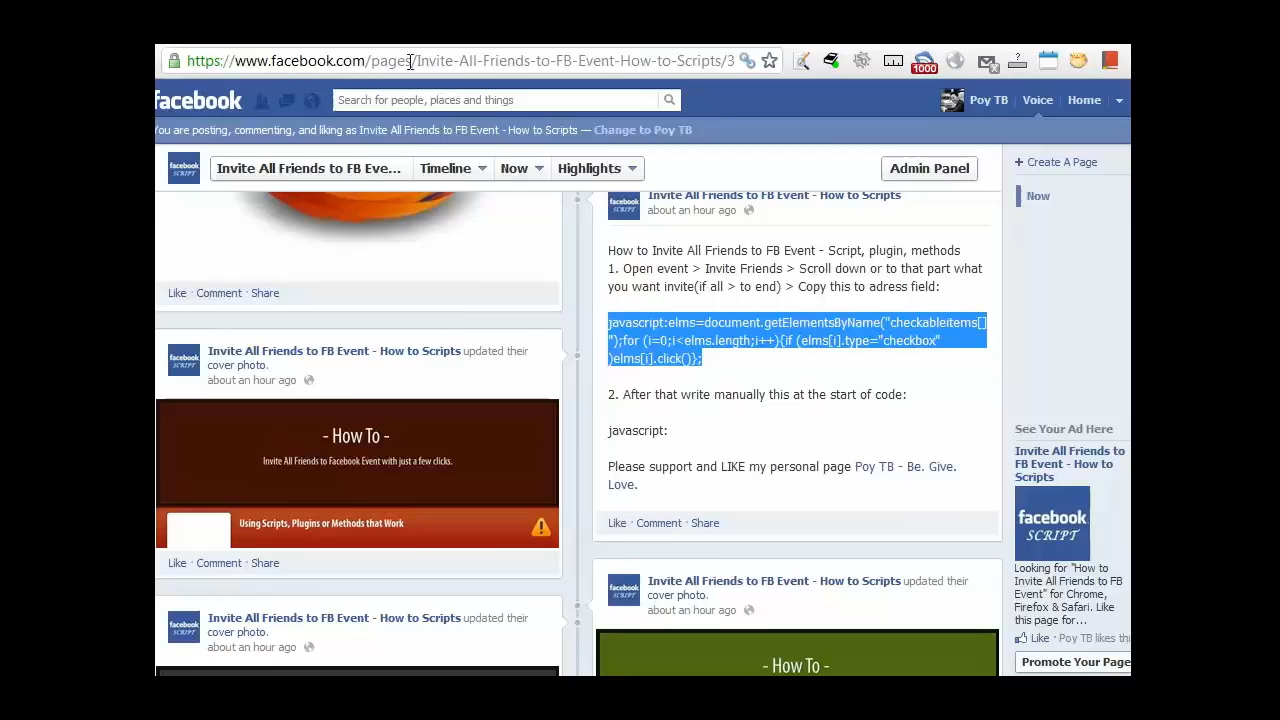 https://www.facebook.com/pages/Invite-All-Friends-to-FB-Event-How-to-Scripts/3
1000
facebook
Search for people, places and things
Poy TB
Voice
Home
You are posting, commenting, and liking as Invite All Friends to FB Event - How to Scripts — Change to Poy TB
facebook
SCRIPT
Invite All Friends to FB Eve...
Timeline
Now
Highlights
Admin Panel
+ Create A Page
Now
Like · Comment · Share
facebook
SCRIPT
Invite All Friends to FB Event - How to Scripts updated their
cover photo.
about an hour ago
- How To -
Invite All Friends to Facebook Event with just a few clicks.
Using Scripts, Plugins or Methods that Work
Like · Comment · Share
facebook
SCRIPT
Invite All Friends to FB Event - How to Scripts updated their
cover photo.
about an hour ago
facebook
SCRIPT
Invite All Friends to FB Event - How to Scripts
about an hour ago
How to Invite All Friends to FB Event - Script, plugin, methods
1. Open event > Invite Friends > Scroll down or to that part what
you want invite(if all > to end) > Copy this to adress field:
javascript:elms=document.getElementsByName("checkableitems[]
");for (i=0;i<elms.length;i++){if (elms[i].type="checkbox"
)elms[i].click()};
2. After that write manually this at the start of code:
javascript:
Please support and LIKE my personal page Poy TB - Be. Give.
Love.
Like · Comment · Share
facebook
SCRIPT
Invite All Friends to FB Event - How to Scripts updated their
cover photo.
about an hour ago
- How To -
See Your Ad Here
Invite All Friends to
FB Event - How to
Scripts
facebook
SCRIPT
Looking for "How to
Invite All Friends to FB
Event" for Chrome,
Firefox & Safari. Like
this page for...
Like · Poy TB likes thi
Promote Your Page